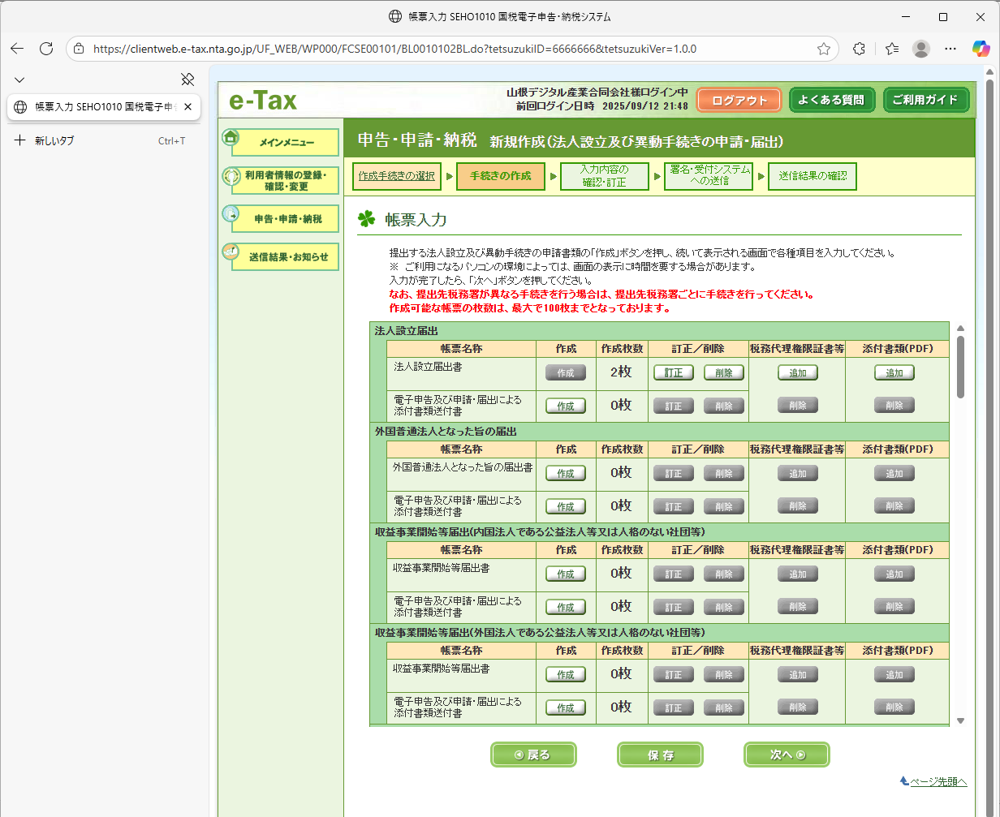 帳票入力 SEHO1010 国税電子申告・納税システム
https://clientweb.e-tax.nta.go.jp/UF_WEB/WP000/FCSE00101/BL0010102BL.do?tetsuzukiID=6666666&tetsuzukiVer=1.0.0
帳票入力 SEHO1010 国税電子申
新しいタブ Ctrl+T
e-Tax
山根デジタル産業合同会社様ログイン中
前回ログイン日時 2025/09/12 21:48
ログアウト
よくある質問
ご利用ガイド
メインメニュー
利用者情報の登録・
確認・変更
申告・申請・納税
送信結果・お知らせ
申告・申請・納税 新規作成(法人設立及び異動手続きの申請・届出)
作成手続きの選択
手続きの作成
入力内容の
確認・訂正
署名・受付システム
への送信
送信結果の確認
帳票入力
提出する法人設立及び異動手続きの申請書類の「作成」ボタンを押し、続いて表示される画面で各種項目を入力してください。
※ ご利用になるパソコンの環境によっては、画面の表示に時間を要する場合があります。
入力が完了したら、「次へ」ボタンを押してください。
なお、提出先税務署が異なる手続きを行う場合は、提出先税務署ごとに手続きを行ってください。
作成可能な帳票の枚数は、最大で100枚までとなっております。
法人設立届出
帳票名称 作成 作成枚数 訂正／削除 税務代理権限証書等 添付書類(PDF)
法人設立届出書 作成 2枚 訂正 削除 追加 追加
電子申告及び申請・届出による
添付書類送付書 作成 0枚 訂正 削除 削除 削除
外国普通法人となった旨の届出
帳票名称 作成 作成枚数 訂正／削除 税務代理権限証書等 添付書類(PDF)
外国普通法人となった旨の届出書 作成 0枚 訂正 削除 追加 追加
電子申告及び申請・届出による
添付書類送付書 作成 0枚 訂正 削除 削除 削除
収益事業開始等届出(内国法人である公益法人等又は人格のない社団等)
帳票名称 作成 作成枚数 訂正／削除 税務代理権限証書等 添付書類(PDF)
収益事業開始等届出書 作成 0枚 訂正 削除 追加 追加
電子申告及び申請・届出による
添付書類送付書 作成 0枚 訂正 削除 削除 削除
収益事業開始等届出(外国法人である公益法人等又は人格のない社団等)
帳票名称 作成 作成枚数 訂正／削除 税務代理権限証書等 添付書類(PDF)
収益事業開始等届出書 作成 0枚 訂正 削除 追加 追加
電子申告及び申請・届出による
添付書類送付書 作成 0枚 訂正 削除 削除 削除
戻る
保存
次へ
ページ先頭へ